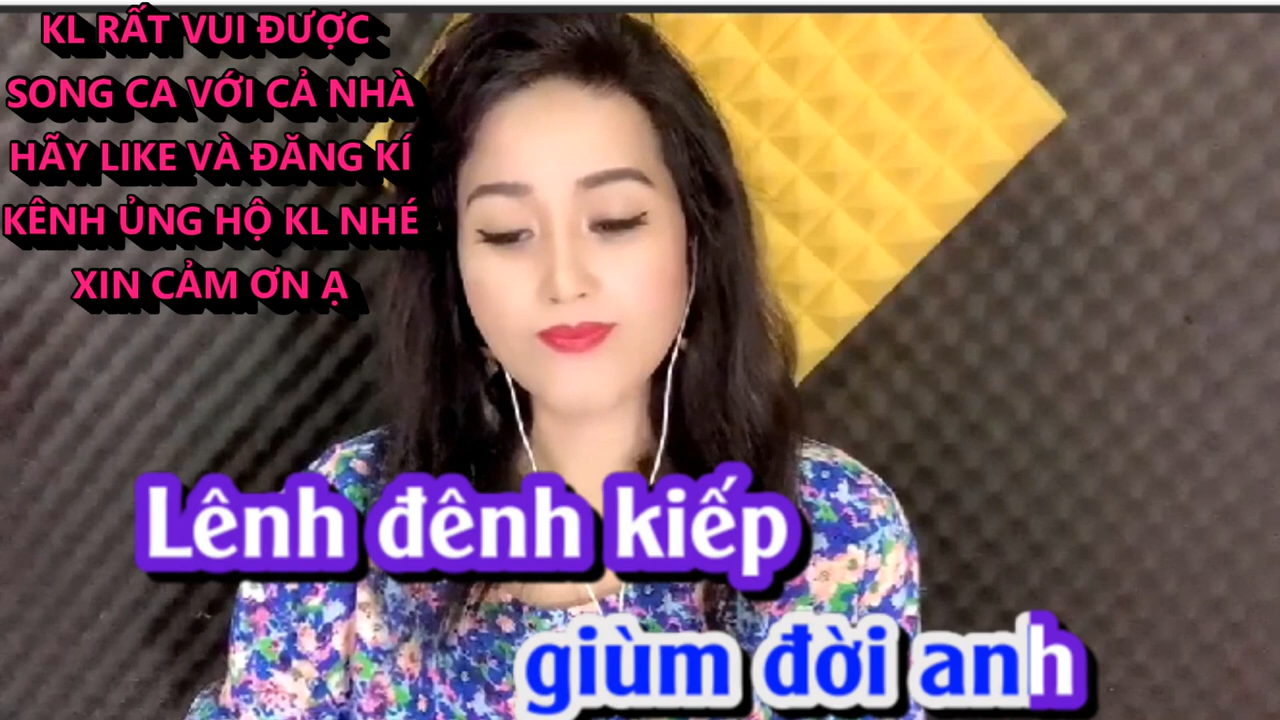 KL RẤT VUI ĐƯỢC
SONG CA VỚI CẢ NHÀ
HÃY LIKE VÀ ĐĂNG KÍ
KÊNH ỦNG HỘ KL NHÉ
XIN CẢM ƠN Ạ
Lênh đênh kiếp
giùm đời anh